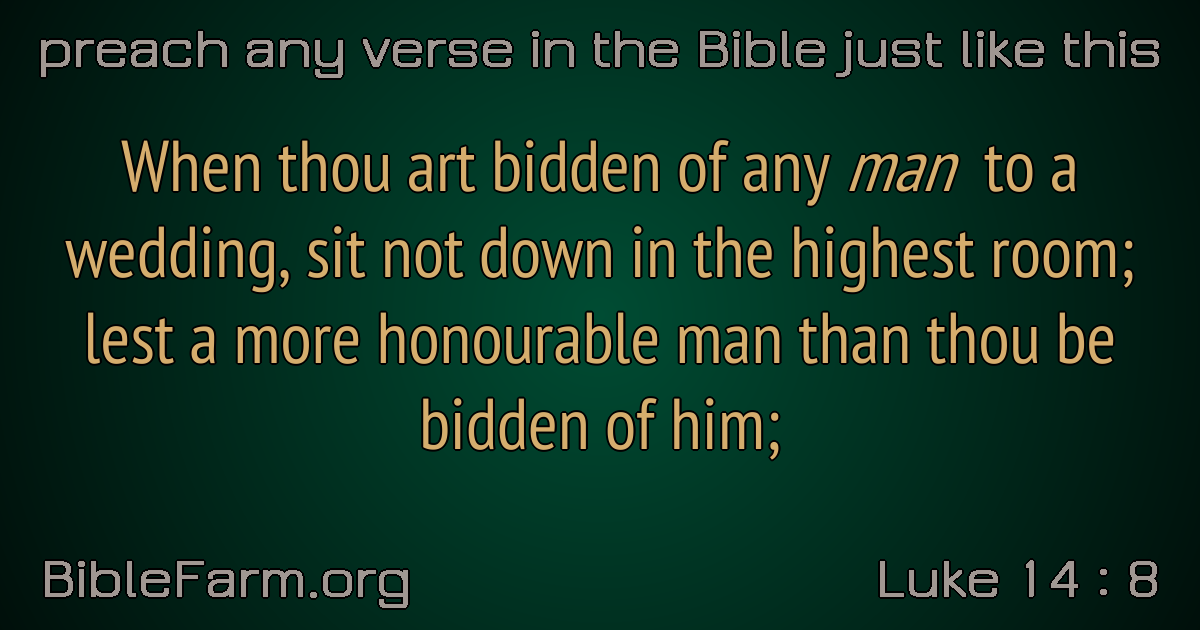 preach any verse in the Bible just like this
When thou art bidden of any man to a
wedding, sit not down in the highest room;
lest a more honourable man than thou be
bidden of him;
BibleFarm.org
Luke 14 : 8